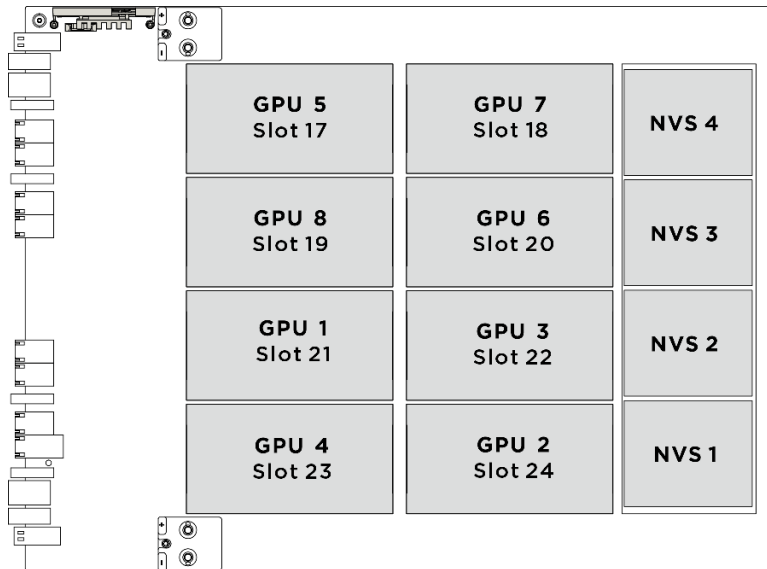 GPU 5
Slot 17
GPU 7
Slot 18
NVS 4
GPU 8
Slot 19
GPU 6
Slot 20
NVS 3
GPU 1
Slot 21
GPU 3
Slot 22
NVS 2
GPU 4
Slot 23
GPU 2
Slot 24
NVS 1